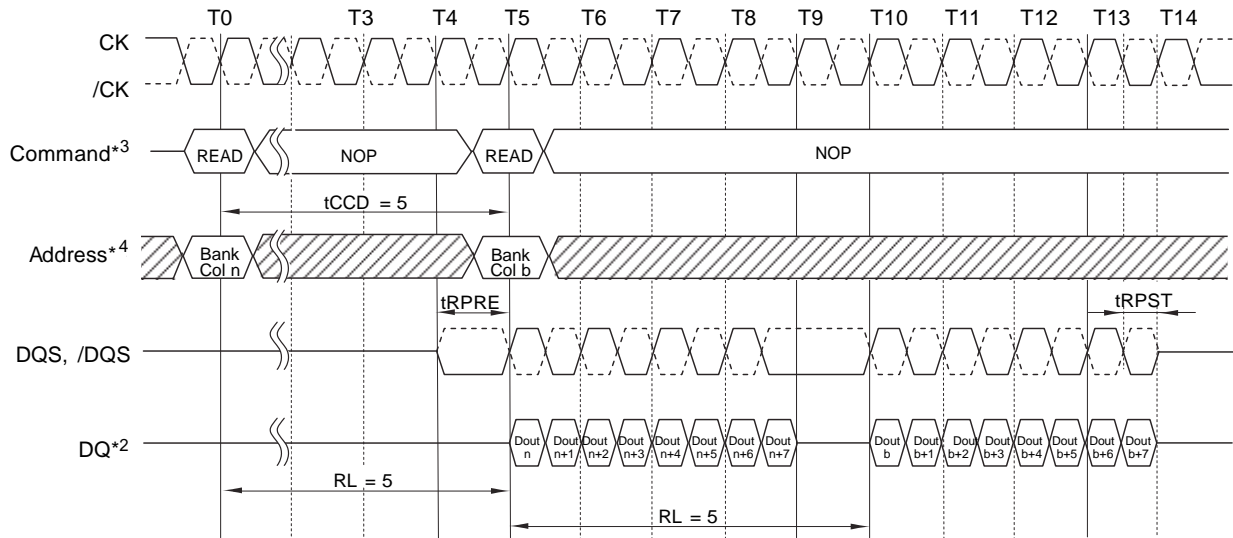 T0 T3 T4 T5 T6 T7 T8 T9 T10 T11 T12 T13 T14
CK
/CK
Command*3 READ NOP READ NOP
tCCD = 5
Address*4 Bank Col n Bank Col b
tRPRE tRPST
DQS, /DQS
DQ*2 Dout n Dout n+1 Dout n+2 Dout n+3 Dout n+4 Dout n+5 Dout n+6 Dout n+7 Dout b Dout b+1 Dout b+2 Dout b+3 Dout b+4 Dout b+5 Dout b+6 Dout b+7
RL = 5
RL = 5